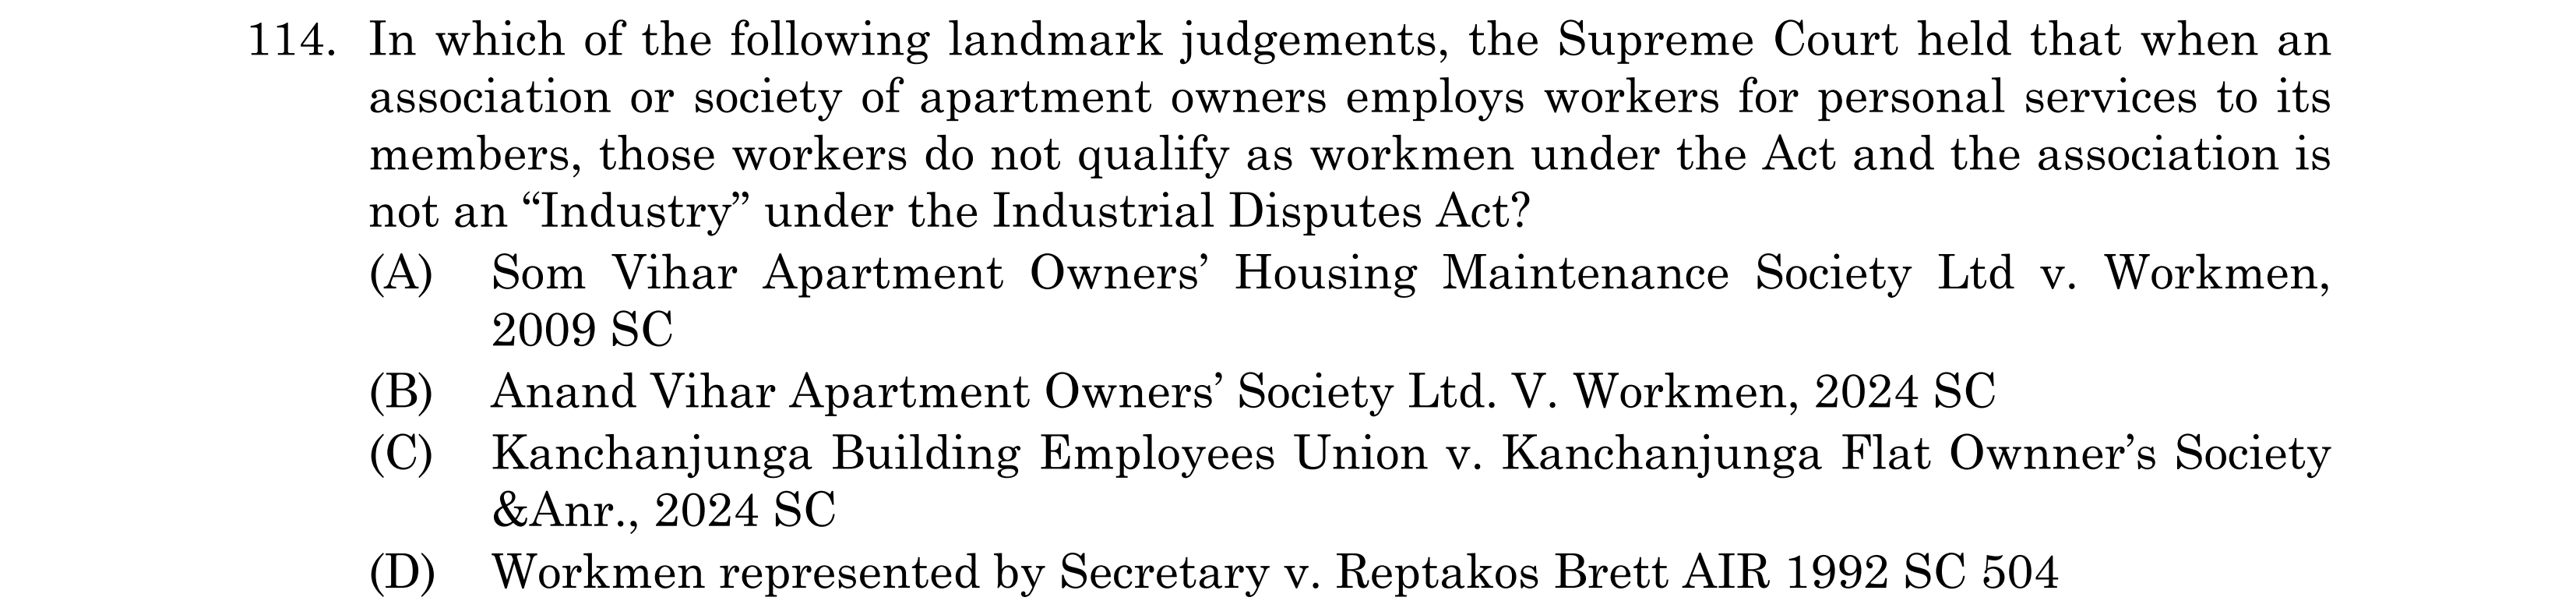 114. In which of the following landmark judgements, the Supreme Court held that when an
association or society of apartment owners employs workers for personal services to its
members, those workers do not qualify as workmen under the Act and the association is
not an “Industry” under the Industrial Disputes Act?
(A) Som Vihar Apartment Owners’ Housing Maintenance Society Ltd v. Workmen,
2009 SC
(B) Anand Vihar Apartment Owners’ Society Ltd. V. Workmen, 2024 SC
(C) Kanchanjunga Building Employees Union v. Kanchanjunga Flat Ownner’s Society
&Anr., 2024 SC
(D) Workmen represented by Secretary v. Reptakos Brett AIR 1992 SC 504